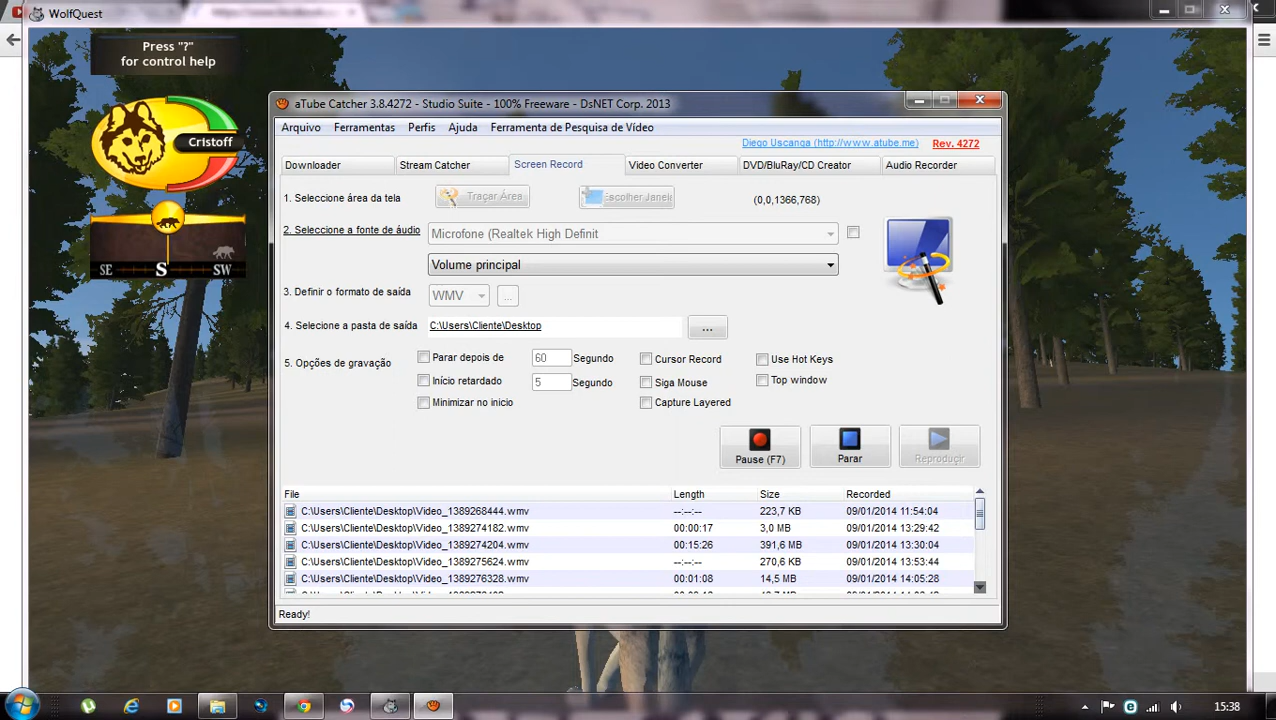 WolfQuest
Press "?"
for control help
Cr1stoff
SE S SW
aTube Catcher 3.8.4272 - Studio Suite - 100% Freeware - DsNET Corp. 2013
Arquivo Ferramentas Perfis Ajuda Ferramenta de Pesquisa de Vídeo
Diego Uscanga (http://www.atube.me) Rev. 4272
Downloader Stream Catcher Screen Record Video Converter DVD/BluRay/CD Creator Audio Recorder
1. Seleccione área da tela Traçar Área Escolher Janela (0,0,1366,768)
2. Seleccione a fonte de áudio Microfone (Realtek High Definit
Volume principal
3. Definir o formato de saída WMV ...
4. Selecione a pasta de saída C:\Users\Cliente\Desktop ...
5. Opções de gravação Parar depois de 60 Segundo Cursor Record Use Hot Keys
Início retardado 5 Segundo Siga Mouse Top window
Minimizar no inicio Capture Layered
Pause (F7) Parar Reproduçir
File Length Size Recorded
C:\Users\Cliente\Desktop\Video_1389268444.wmv --:--:-- 223,7 KB 09/01/2014 11:54:04
C:\Users\Cliente\Desktop\Video_1389274182.wmv 00:00:17 3,0 MB 09/01/2014 13:29:42
C:\Users\Cliente\Desktop\Video_1389274204.wmv 00:15:26 391,6 MB 09/01/2014 13:30:04
C:\Users\Cliente\Desktop\Video_1389275624.wmv --:--:-- 270,6 KB 09/01/2014 13:53:44
C:\Users\Cliente\Desktop\Video_1389276328.wmv 00:01:08 14,5 MB 09/01/2014 14:05:28
Ready!
15:38